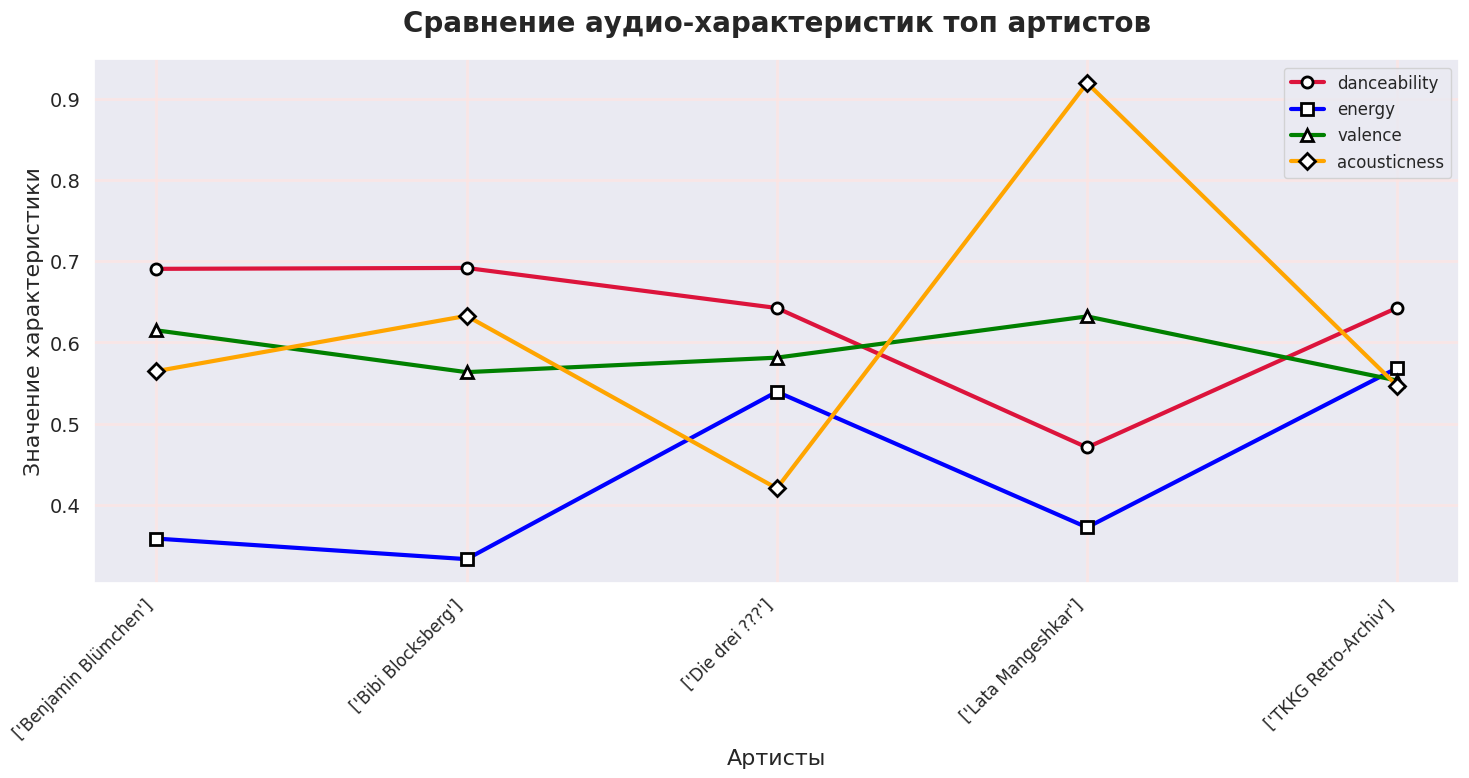 Сравнение аудио-характеристик топ артистов
danceability
energy
valence
acousticness
Значение характеристики
0.9
0.8
0.7
0.6
0.5
0.4
['Benjamin Blümchen']
['Bibi Blocksberg']
['Die drei ???']
['Lata Mangeshkar']
['TKKG Retro-Archiv']
Артисты